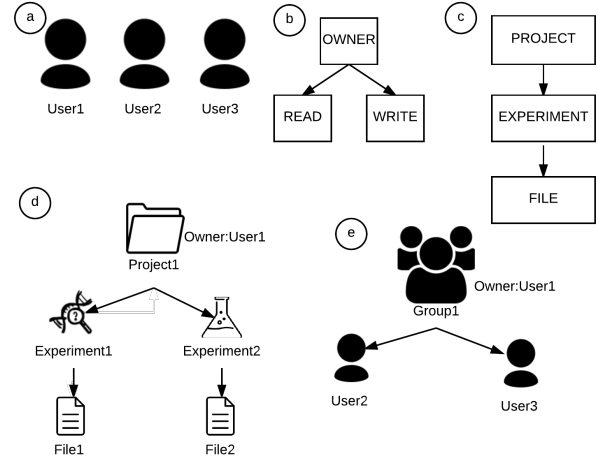 a
User1 User2 User3
b
OWNER
READ WRITE
c
PROJECT
EXPERIMENT
FILE
d
Owner:User1
Project1
?
Experiment1 Experiment2
File1 File2
e
Owner:User1
Group1
User2
User3